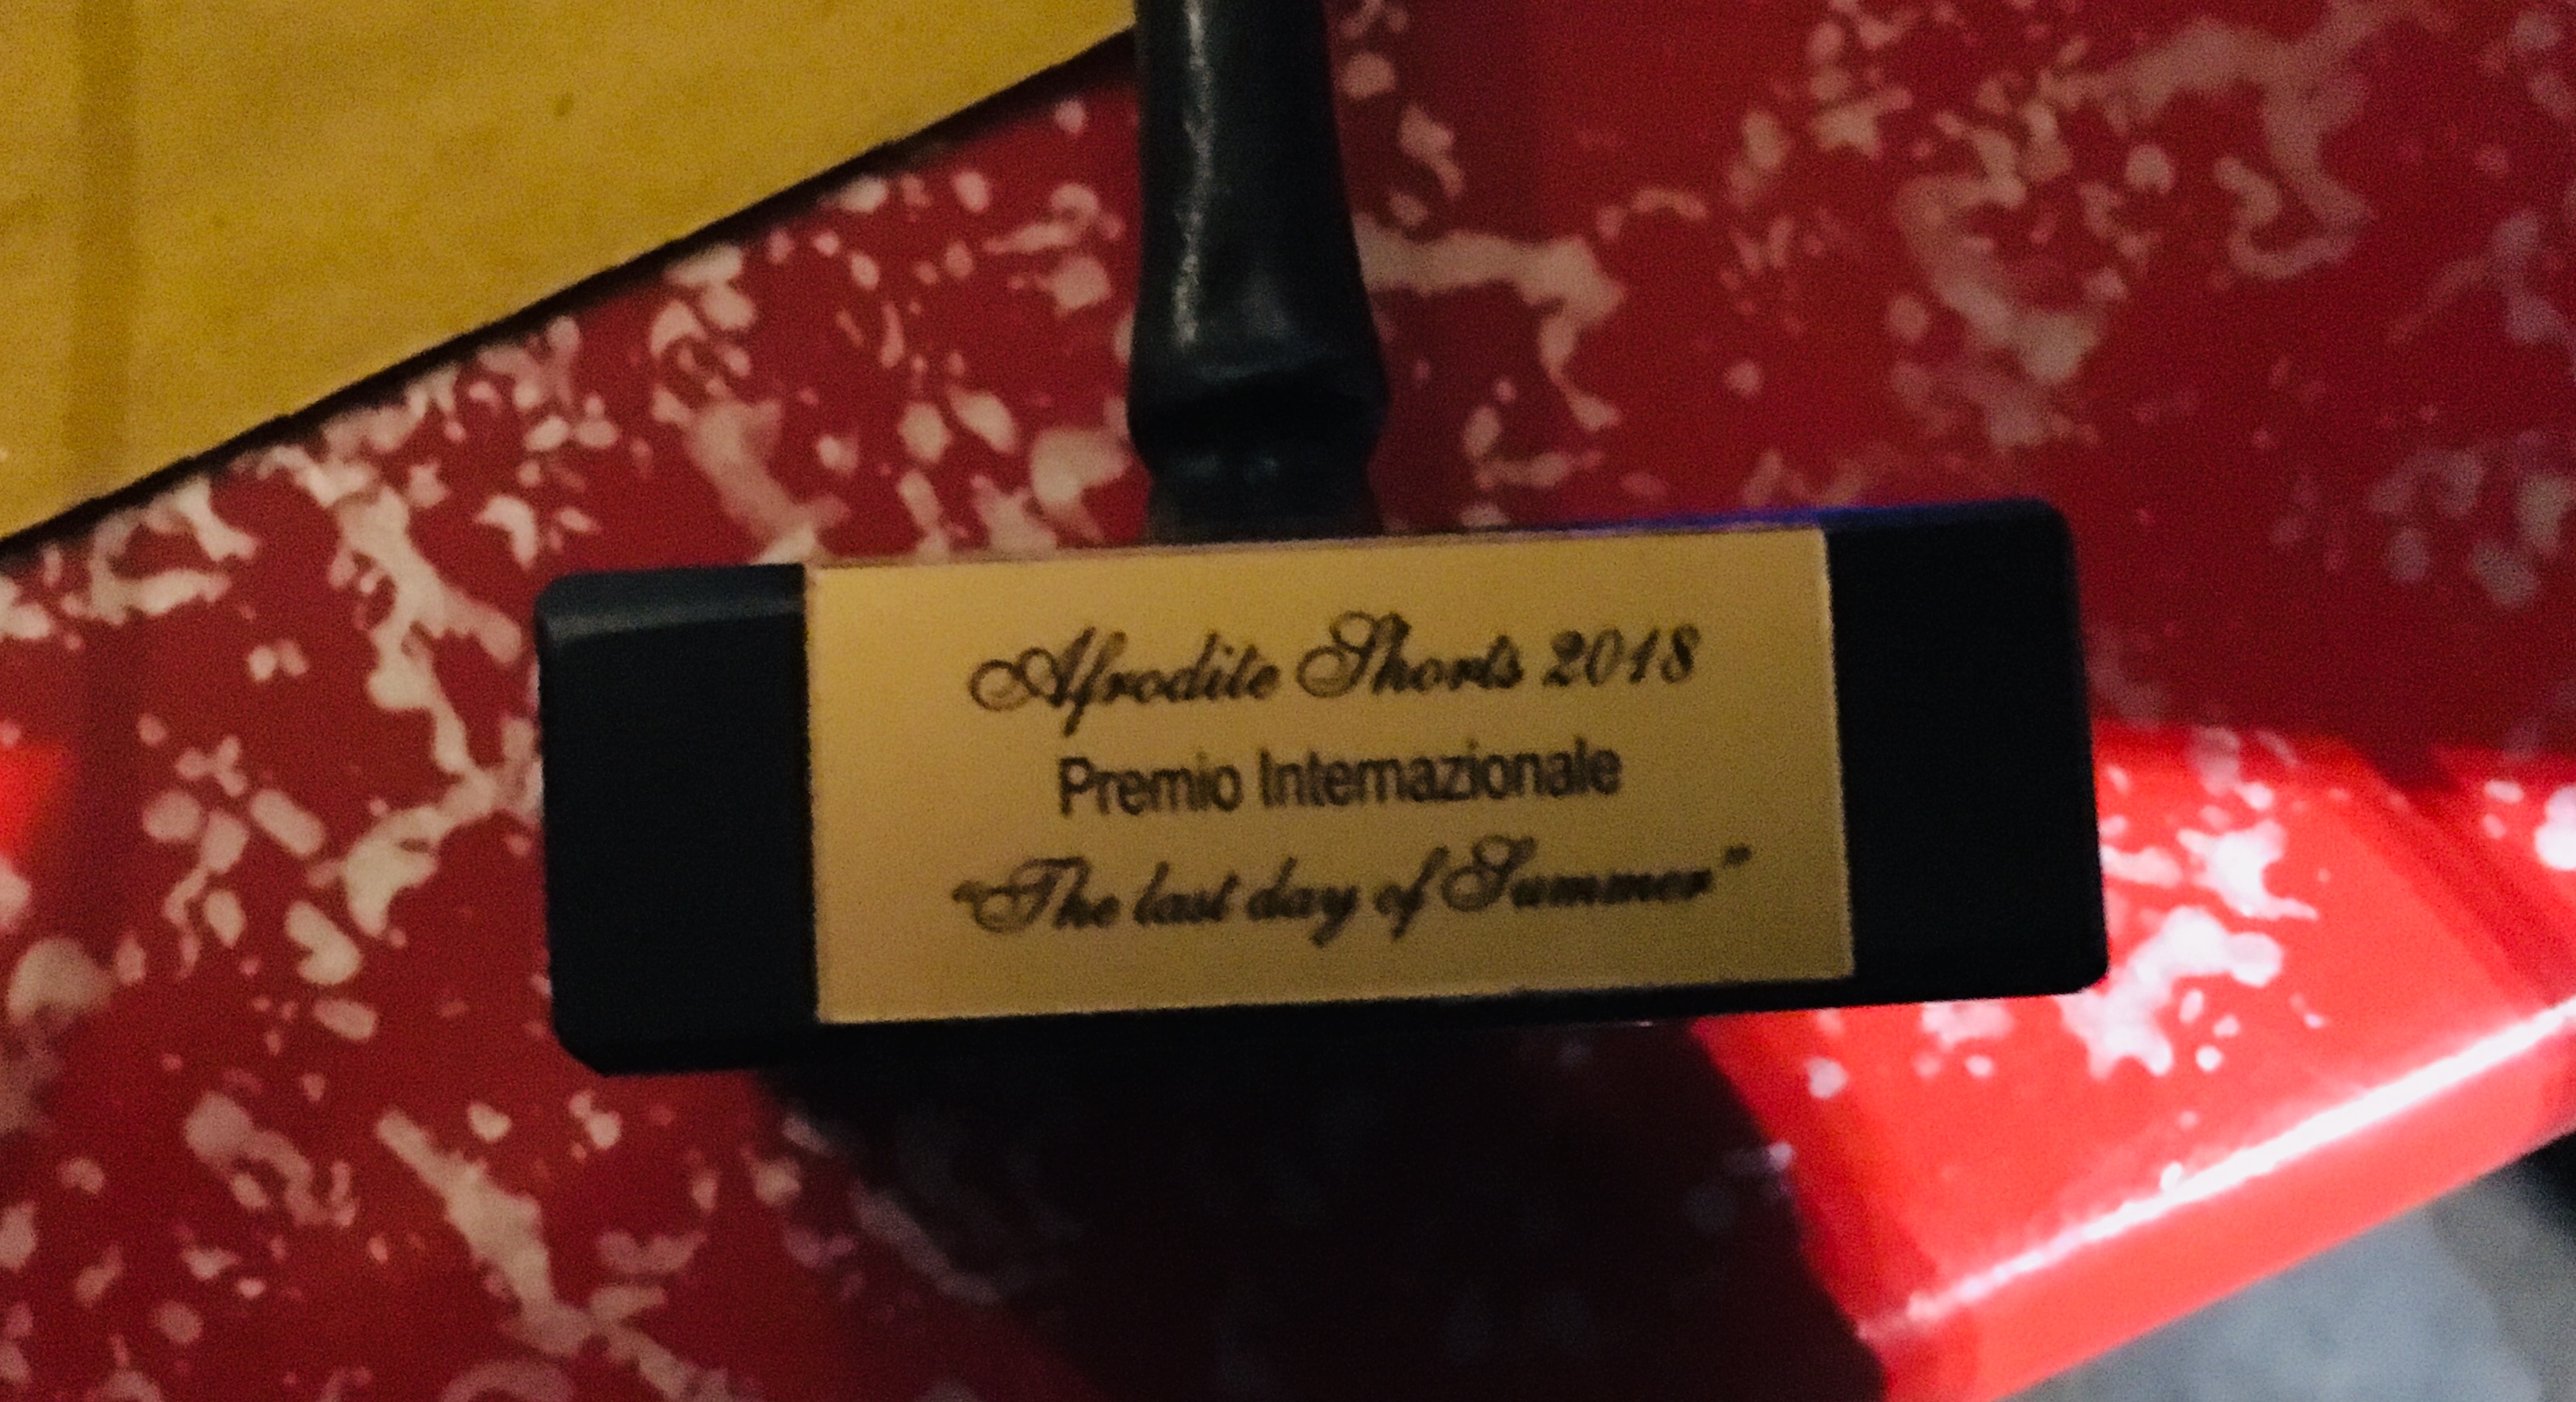 Afrodite Shorts 2018
Premio Internazionale
"The last day of Summer"